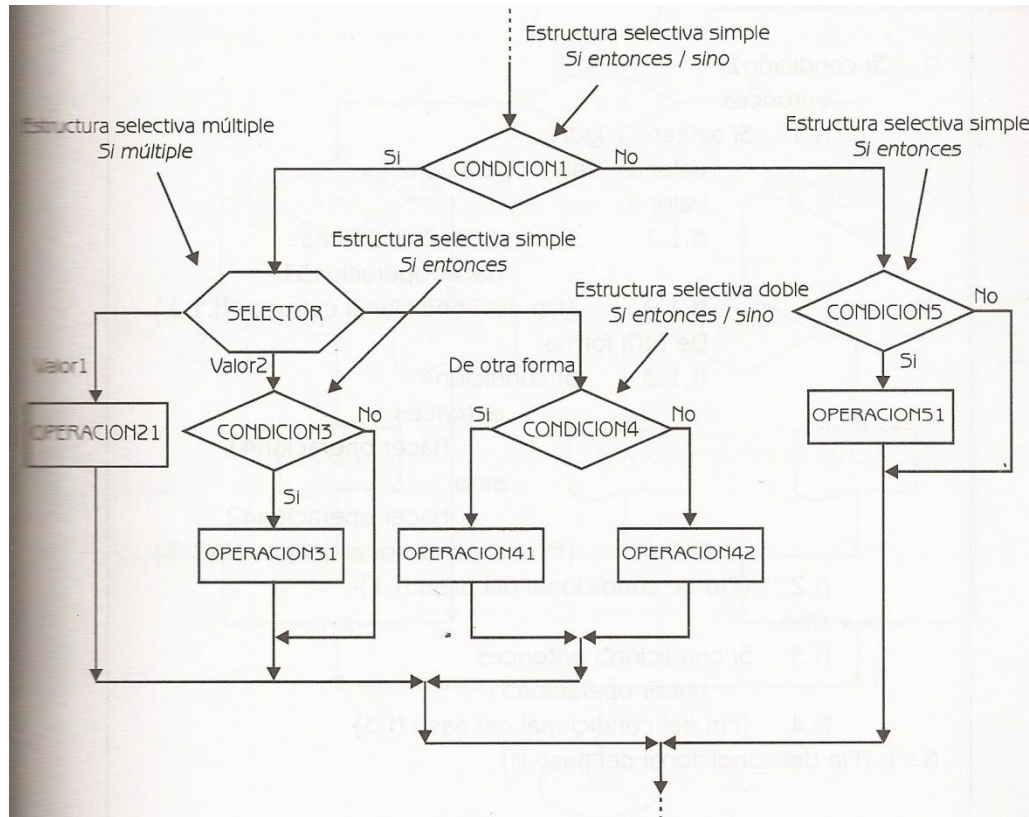 Estructura selectiva simple
Si entonces / sino
Estructura selectiva múltiple
Si múltiple
Estructura selectiva simple
Si entonces
Si
CONDICION1
No
Estructura selectiva simple
Si entonces
SELECTOR
Estructura selectiva doble
Si entonces / sino
CONDICION5
No
Valor1
Valor2
De otra forma
Si
OPERACION21
CONDICION3
No
Si
CONDICION4
No
OPERACION51
Si
OPERACION31
OPERACION41
OPERACION42